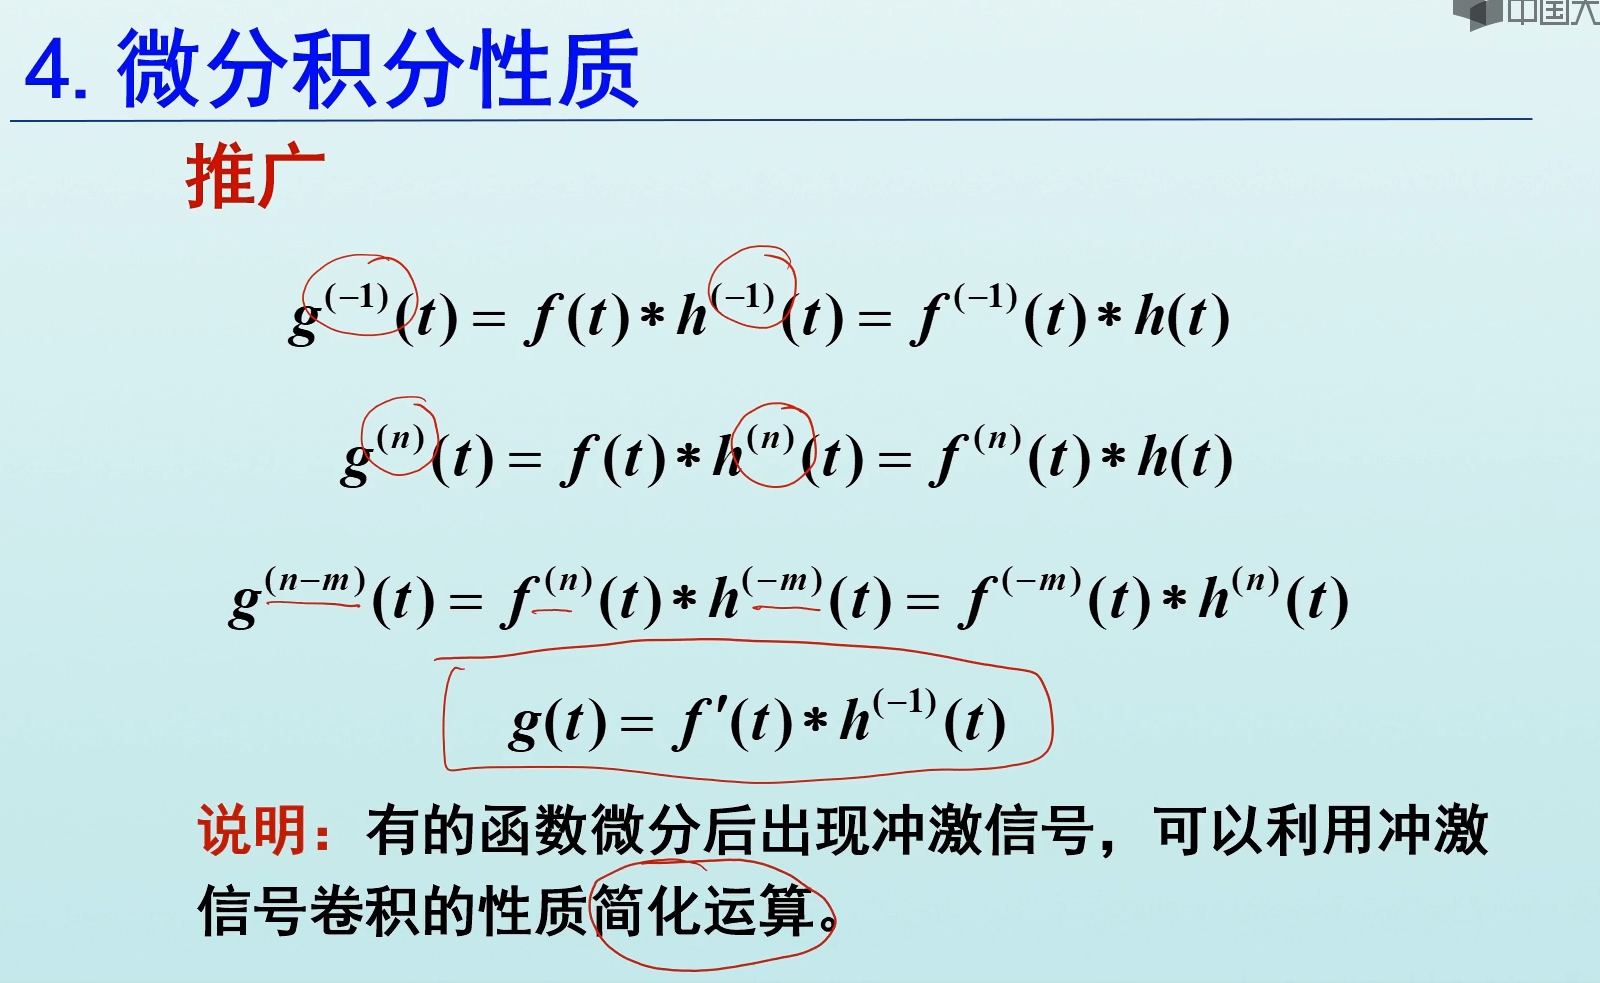 中国大
4. 微分积分性质
推广
g⁽⁻¹⁾(t) = f(t) * h⁽⁻¹⁾(t) = f⁽⁻¹⁾(t) * h(t)
g⁽ⁿ⁾(t) = f(t) * h⁽ⁿ⁾(t) = f⁽ⁿ⁾(t) * h(t)
g⁽ⁿ⁻ᵐ⁾(t) = f⁽ⁿ⁾(t) * h⁽⁻ᵐ⁾(t) = f⁽⁻ᵐ⁾(t) * h⁽ⁿ⁾(t)
g(t) = f′(t) * h⁽⁻¹⁾(t)
说明：有的函数微分后出现冲激信号，可以利用冲激
信号卷积的性质简化运算。